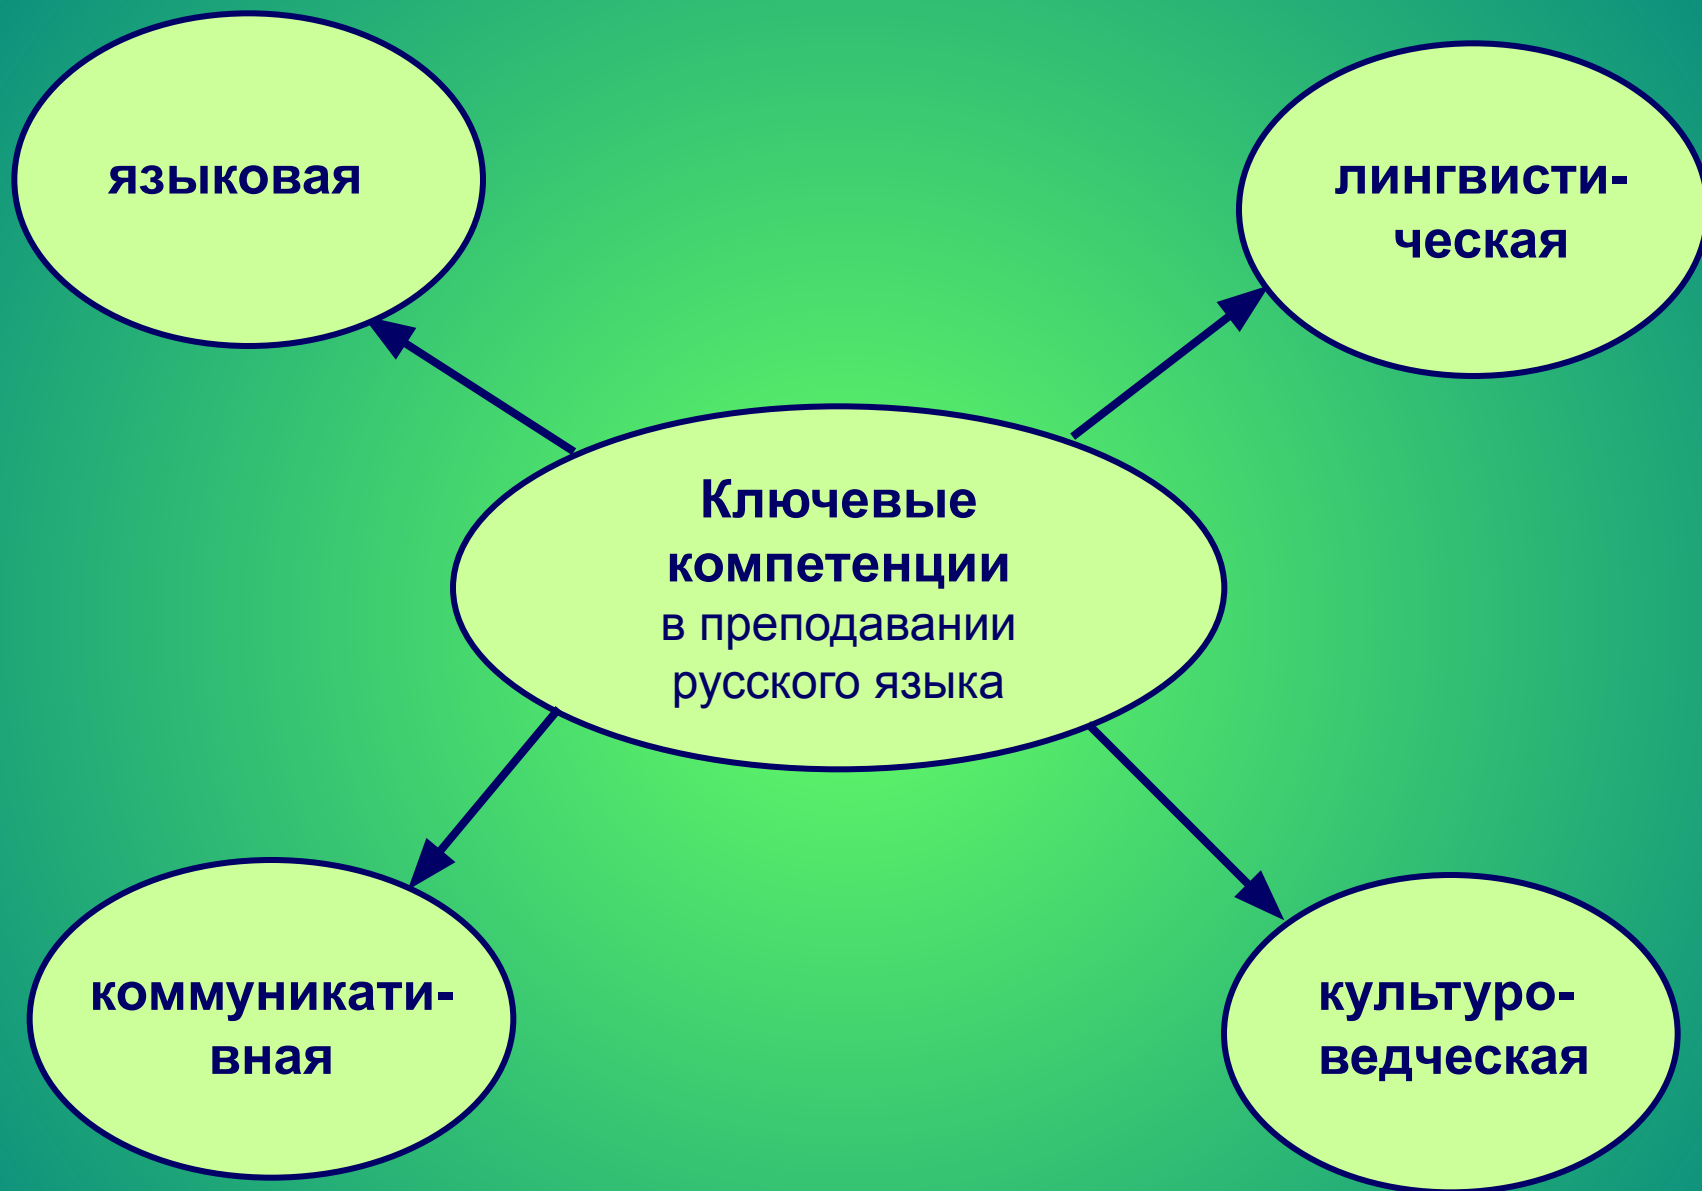 языковая
лингвисти-
ческая
Ключевые
компетенции
в преподавании
русского языка
коммуникати-
вная
культуро-
ведческая